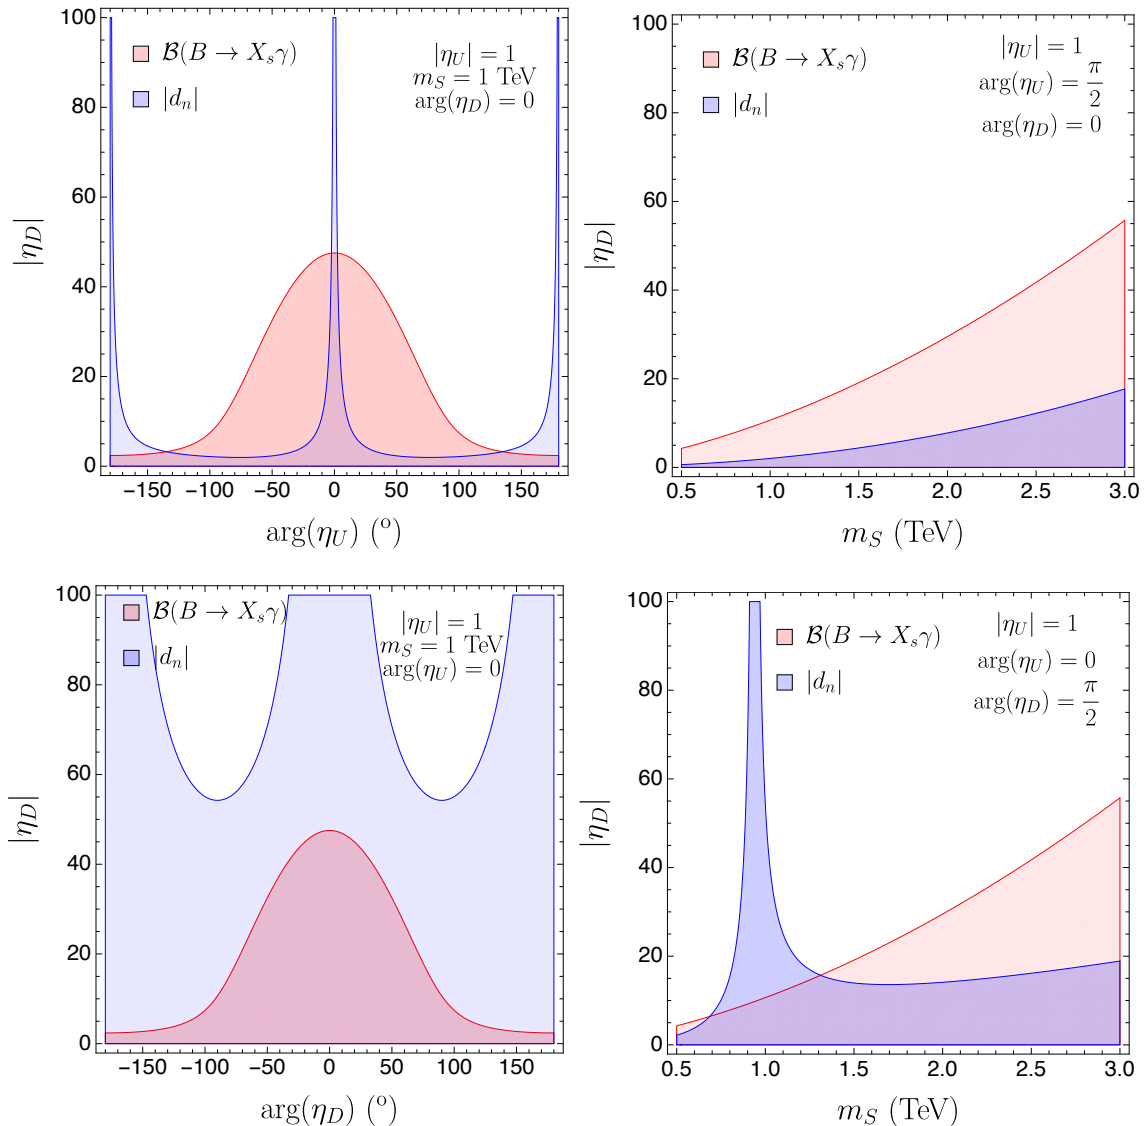 100
80
60
40
20
0
|η_D|
B(B → X_sγ)
|d_n|
|η_U| = 1
m_S = 1 TeV
arg(η_D) = 0
−150 −100 −50 0 50 100 150
arg(η_U) (°)
100
80
60
40
20
0
|η_D|
B(B → X_sγ)
|d_n|
|η_U| = 1
arg(η_U) = π/2
arg(η_D) = 0
0.5 1.0 1.5 2.0 2.5 3.0
m_S (TeV)
100
80
60
40
20
0
|η_D|
B(B → X_sγ)
|d_n|
|η_U| = 1
m_S = 1 TeV
arg(η_U) = 0
−150 −100 −50 0 50 100 150
arg(η_D) (°)
100
80
60
40
20
0
|η_D|
B(B → X_sγ)
|d_n|
|η_U| = 1
arg(η_U) = 0
arg(η_D) = π/2
0.5 1.0 1.5 2.0 2.5 3.0
m_S (TeV)